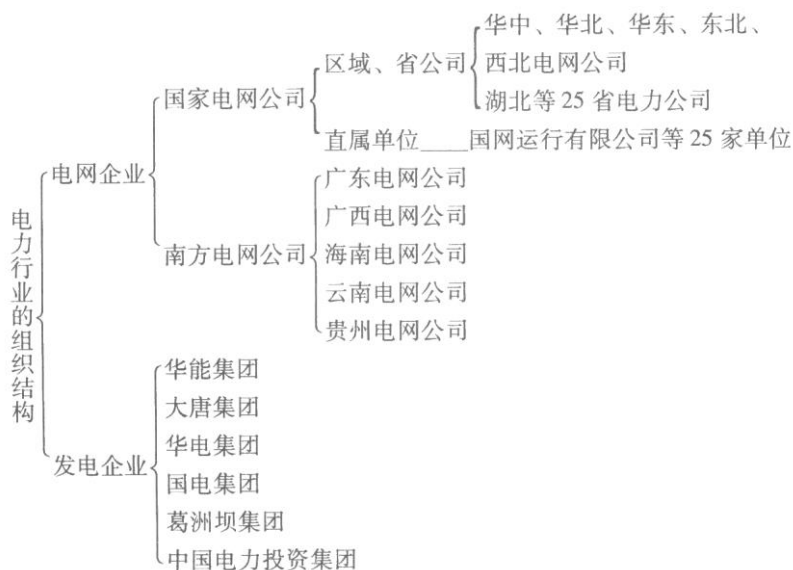 电力行业的组织结构
电网企业
国家电网公司
区域、省公司
华中、华北、华东、东北、
西北电网公司
湖北等 25 省电力公司
直属单位____国网运行有限公司等 25 家单位
南方电网公司
广东电网公司
广西电网公司
海南电网公司
云南电网公司
贵州电网公司
发电企业
华能集团
大唐集团
华电集团
国电集团
葛洲坝集团
中国电力投资集团